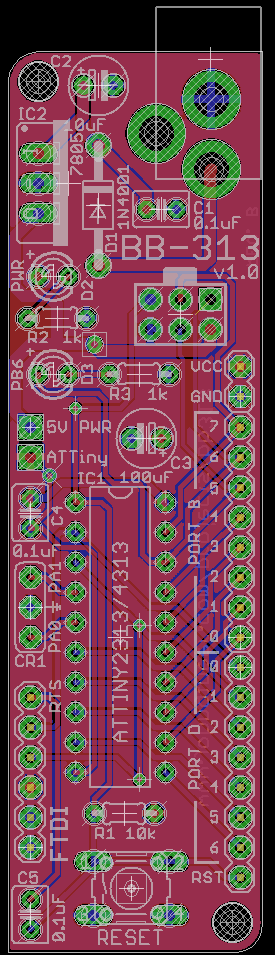 C2
IC2
7805
10uF
1N4001
D1
C1
0.1uF
BB-313
v1.0
PWR +
D2
R2 1k
PB6 +
D3
R3 1k
VCC
GND
5V PWR
ATTiny
C3
IC1 100uF
C4
0.1uF
ATTINY2313/4313
PORT B
7
6
5
4
3
2
1
0
PA0 + PA1
CR1
PORT D
0
1
2
3
4
5
6
RST
RTS
FTDI
R1 10k
C5
0.1uF
RESET